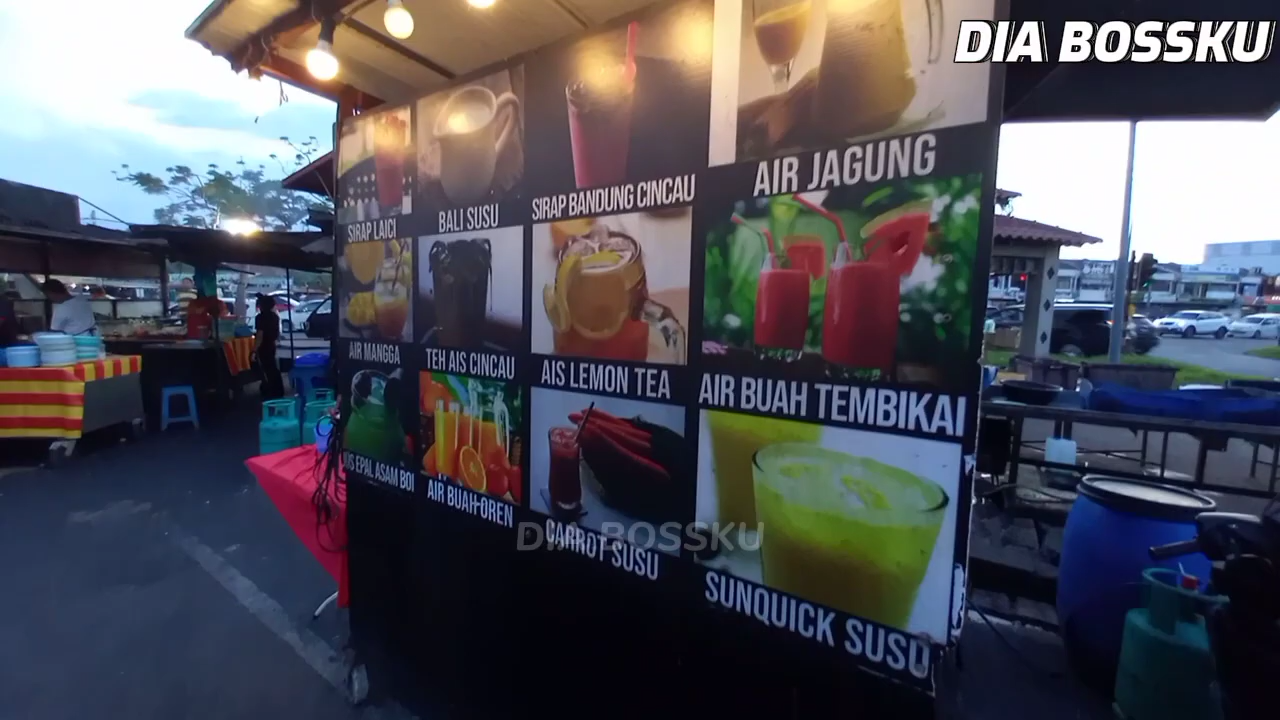 DIA BOSSKU
SIRAP LAICI
BALI SUSU
SIRAP BANDUNG CINCAU
AIR JAGUNG
AIR MANGGA
TEH AIS CINCAU
AIS LEMON TEA
AIR BUAH TEMBIKAI
JUS EPAL ASAM BOI
AIR BUAH OREN
CARROT SUSU
SUNQUICK SUSU
DIA BOSSKU